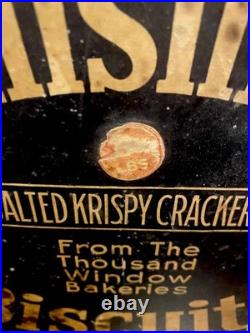 ALTED KRISPY CRACKER
From The
Thousand
Window
Bakeries
Biscuit